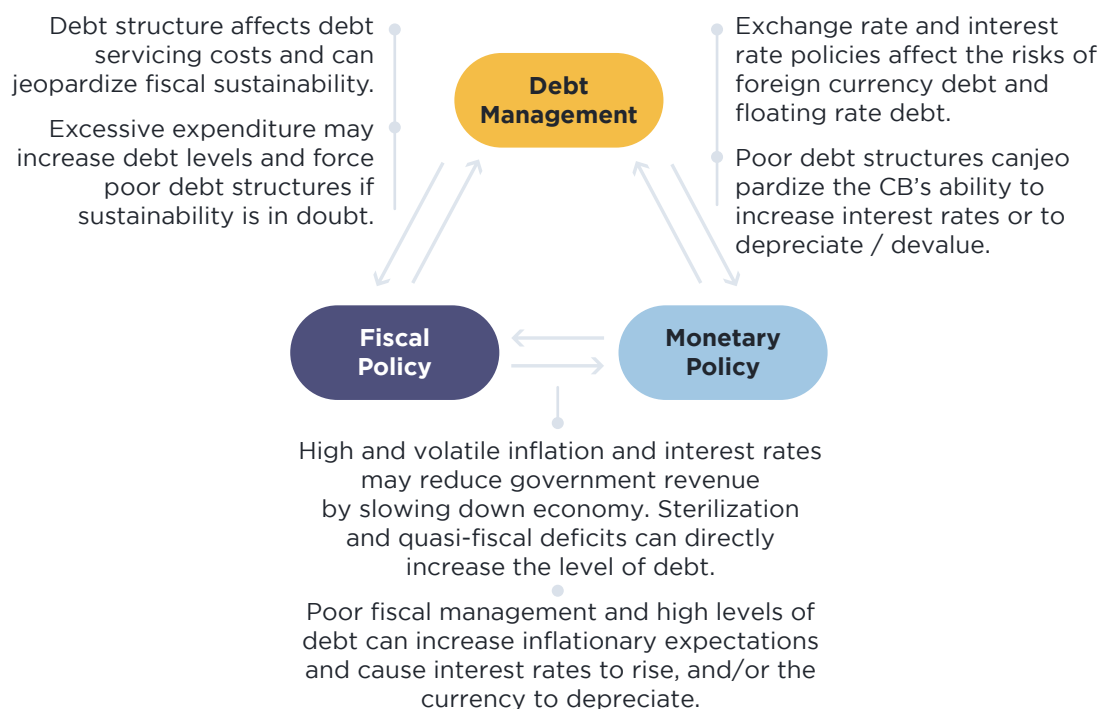 Debt structure affects debt
servicing costs and can
jeopardize fiscal sustainability.
Excessive expenditure may
increase debt levels and force
poor debt structures if
sustainability is in doubt.
Debt
Management
Exchange rate and interest
rate policies affect the risks of
foreign currency debt and
floating rate debt.
Poor debt structures canjeo
pardize the CB’s ability to
increase interest rates or to
depreciate / devalue.
Fiscal
Policy
Monetary
Policy
High and volatile inflation and interest rates
may reduce government revenue
by slowing down economy. Sterilization
and quasi-fiscal deficits can directly
increase the level of debt.
Poor fiscal management and high levels of
debt can increase inflationary expectations
and cause interest rates to rise, and/or the
currency to depreciate.